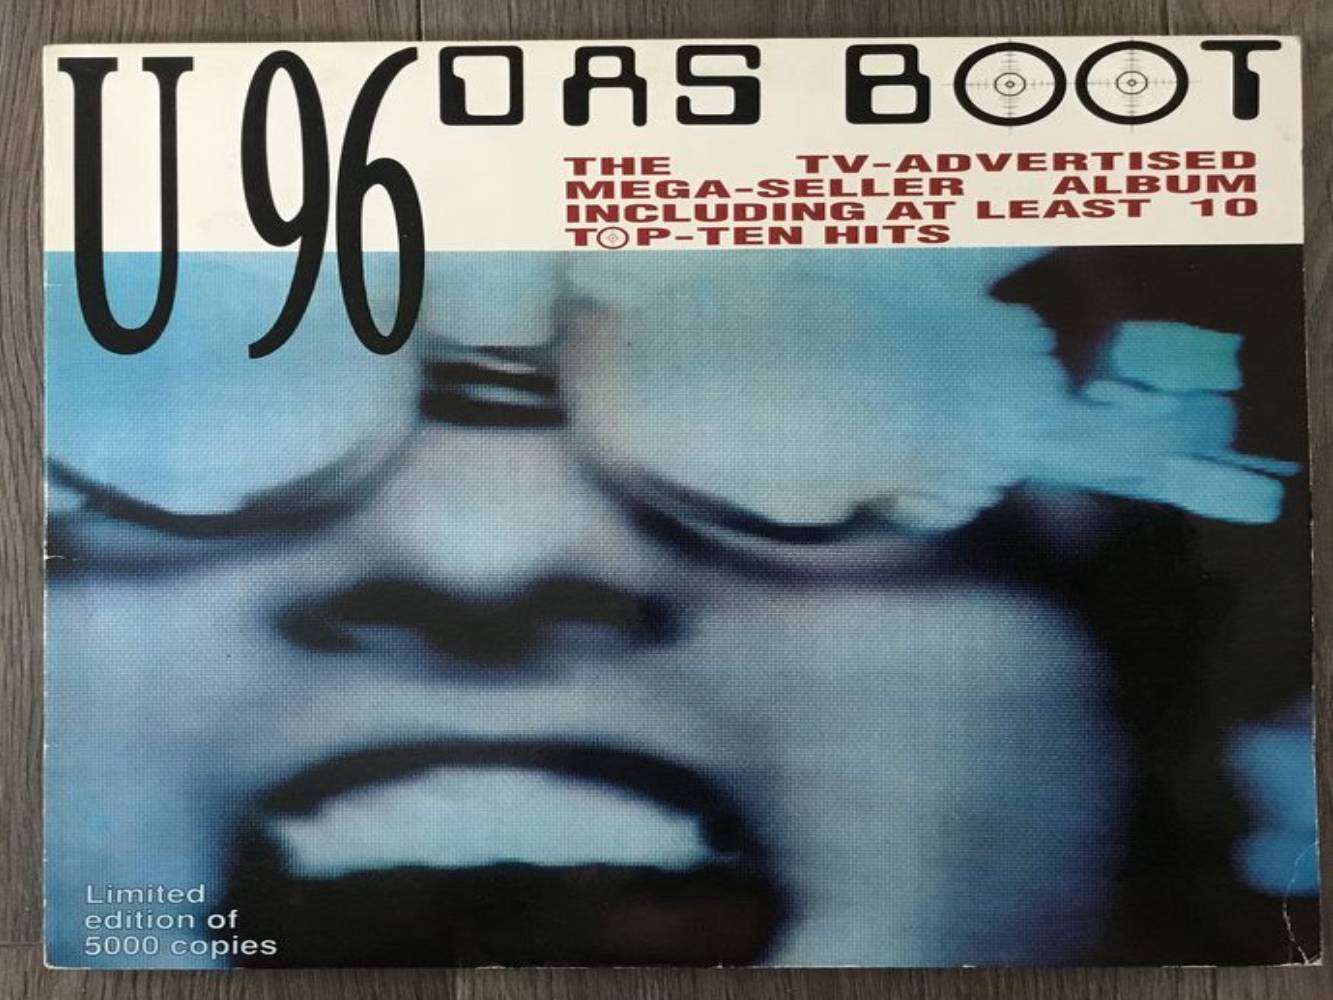 U 96 DAS BOOT
THE TV-ADVERTISED
MEGA-SELLER ALBUM
INCLUDING AT LEAST 10
TOP-TEN HITS
Limited
edition of
5000 copies